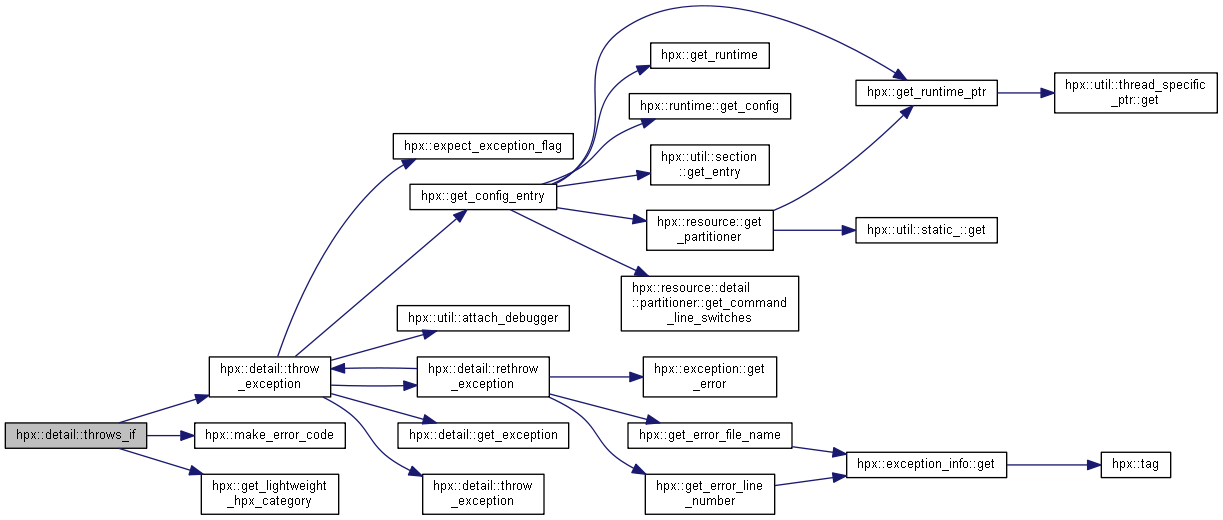 hpx::detail::throws_if
hpx::detail::throw
_exception
hpx::make_error_code
hpx::get_lightweight
_hpx_category
hpx::expect_exception_flag
hpx::get_config_entry
hpx::util::attach_debugger
hpx::detail::rethrow
_exception
hpx::detail::get_exception
hpx::detail::throw
_exception
hpx::get_runtime
hpx::runtime::get_config
hpx::util::section
::get_entry
hpx::resource::get
_partitioner
hpx::resource::detail
::partitioner::get_command
_line_switches
hpx::exception::get
_error
hpx::get_error_file_name
hpx::get_error_line
_number
hpx::get_runtime_ptr
hpx::util::static_::get
hpx::exception_info::get
hpx::util::thread_specific
_ptr::get
hpx::tag